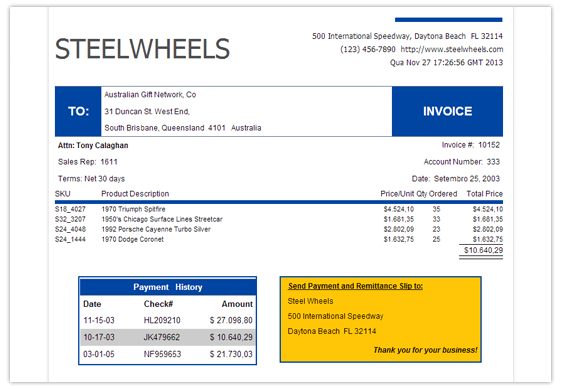 STEELWHEELS
500 International Speedway, Daytona Beach FL 32114
(123) 456-7890 http://www.steelwheels.com
Qua Nov 27 17:26:56 GMT 2013
TO:
Australian Gift Network, Co
31 Duncan St. West End,
South Brisbane, Queensland 4101 Australia
INVOICE
Attn: Tony Calaghan
Invoice #: 10152
Sales Rep: 1611
Account Number: 333
Terms: Net 30 days
Date: Setembro 25, 2003
SKU Product Description Price/Unit Qty Ordered Total Price
S18_4027 1970 Triumph Spitfire $4.524,10 35 $4.524,10
S32_3207 1950's Chicago Surface Lines Streetcar $1.681,35 33 $1.681,35
S24_4048 1992 Porsche Cayenne Turbo Silver $2.802,09 23 $2.802,09
S24_1444 1970 Dodge Coronet $1.632,75 25 $1.632,75
$10.640,29
Payment History
Date Check# Amount
11-15-03 HL209210 $ 27.098,80
10-17-03 JK479662 $ 10.640,29
03-01-05 NF959653 $ 21.730,03
Send Payment and Remittance Slip to:
Steel Wheels
500 International Speedway
Daytona Beach FL 32114
Thank you for your business!